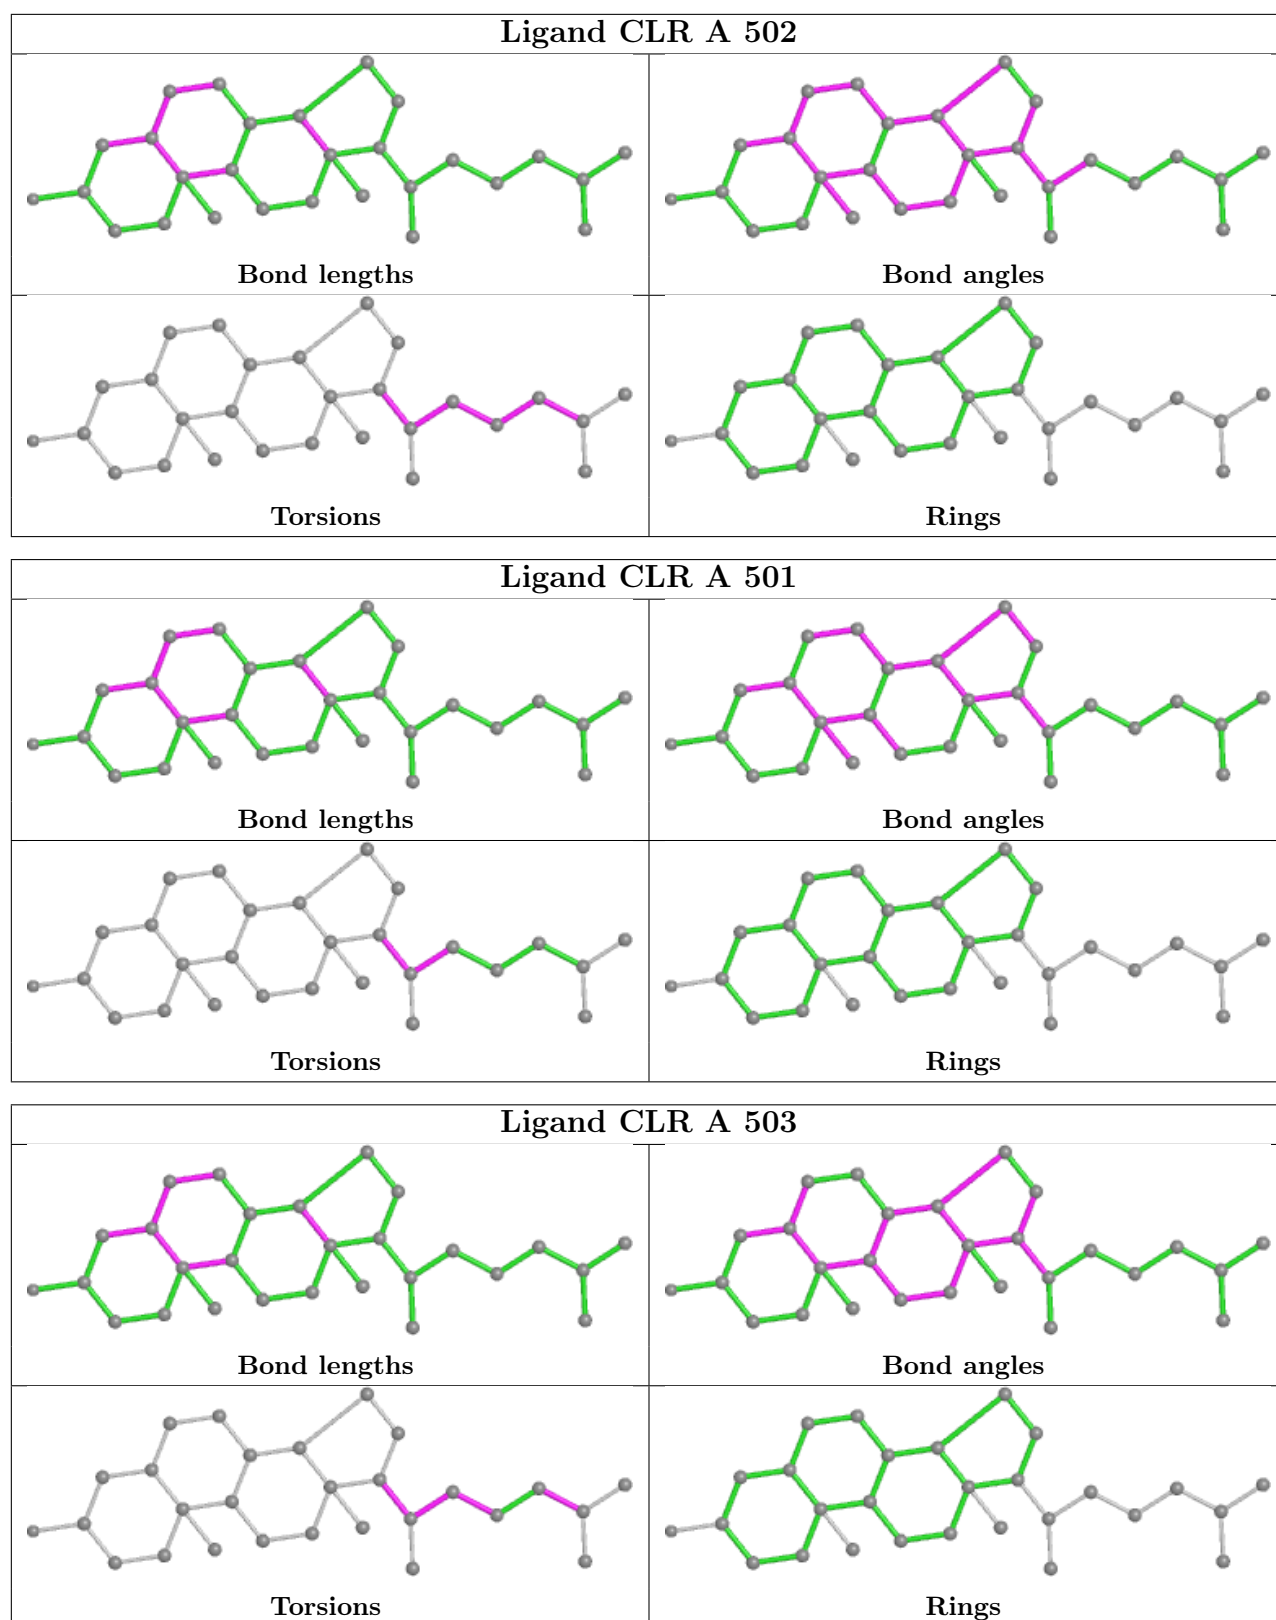 Ligand CLR A 502
Bond lengths
Bond angles
Torsions
Rings
Ligand CLR A 501
Bond lengths
Bond angles
Torsions
Rings
Ligand CLR A 503
Bond lengths
Bond angles
Torsions
Rings